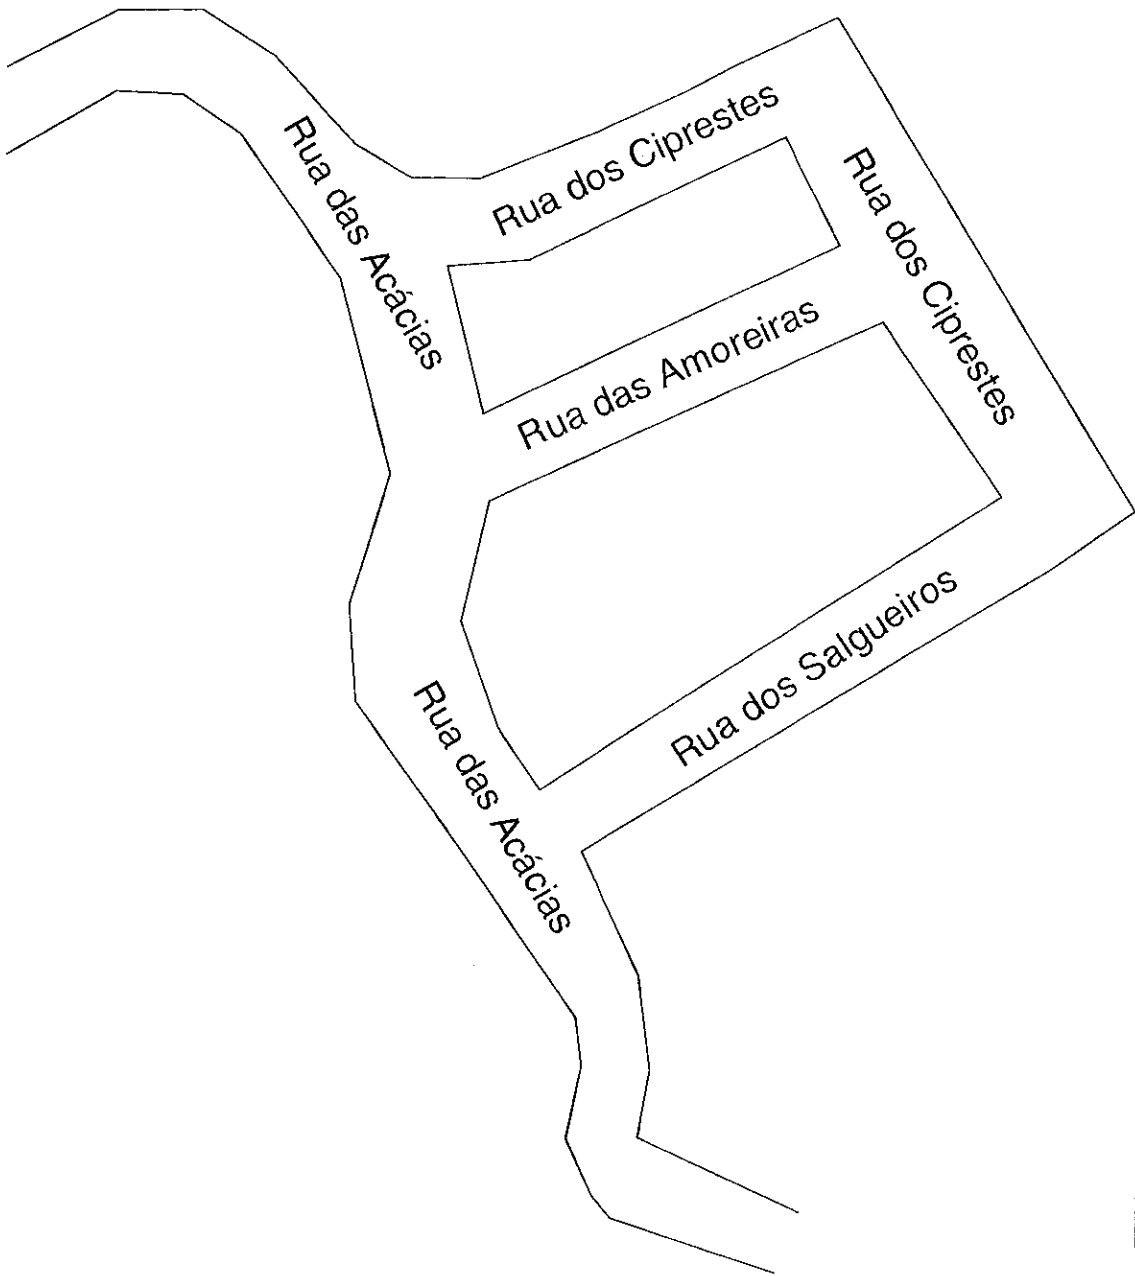 Rua dos Ciprestes
Rua das Acácias
Rua dos Ciprestes
Rua das Amoreiras
Rua dos Salgueiros
Rua das Acácias